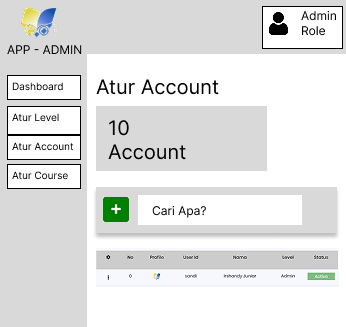 APP - ADMIN
Admin
Role
Dashboard
Atur Level
Atur Account
Atur Course
Atur Account
10
Account
Cari Apa?
No Profile User Id Nama Level Status
0 sandi Irshandy Juniar Admin Active